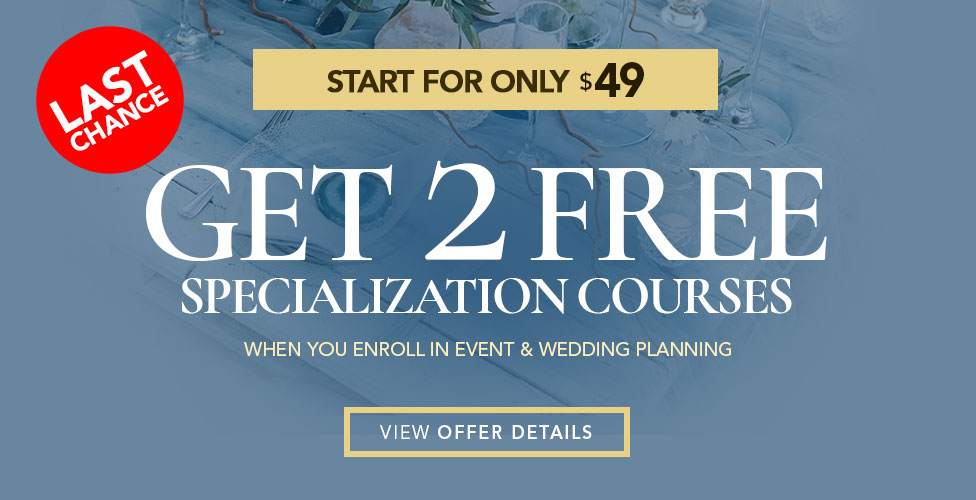 LAST
CHANCE
START FOR ONLY $49
GET 2 FREE
SPECIALIZATION COURSES
WHEN YOU ENROLL IN EVENT & WEDDING PLANNING
VIEW OFFER DETAILS